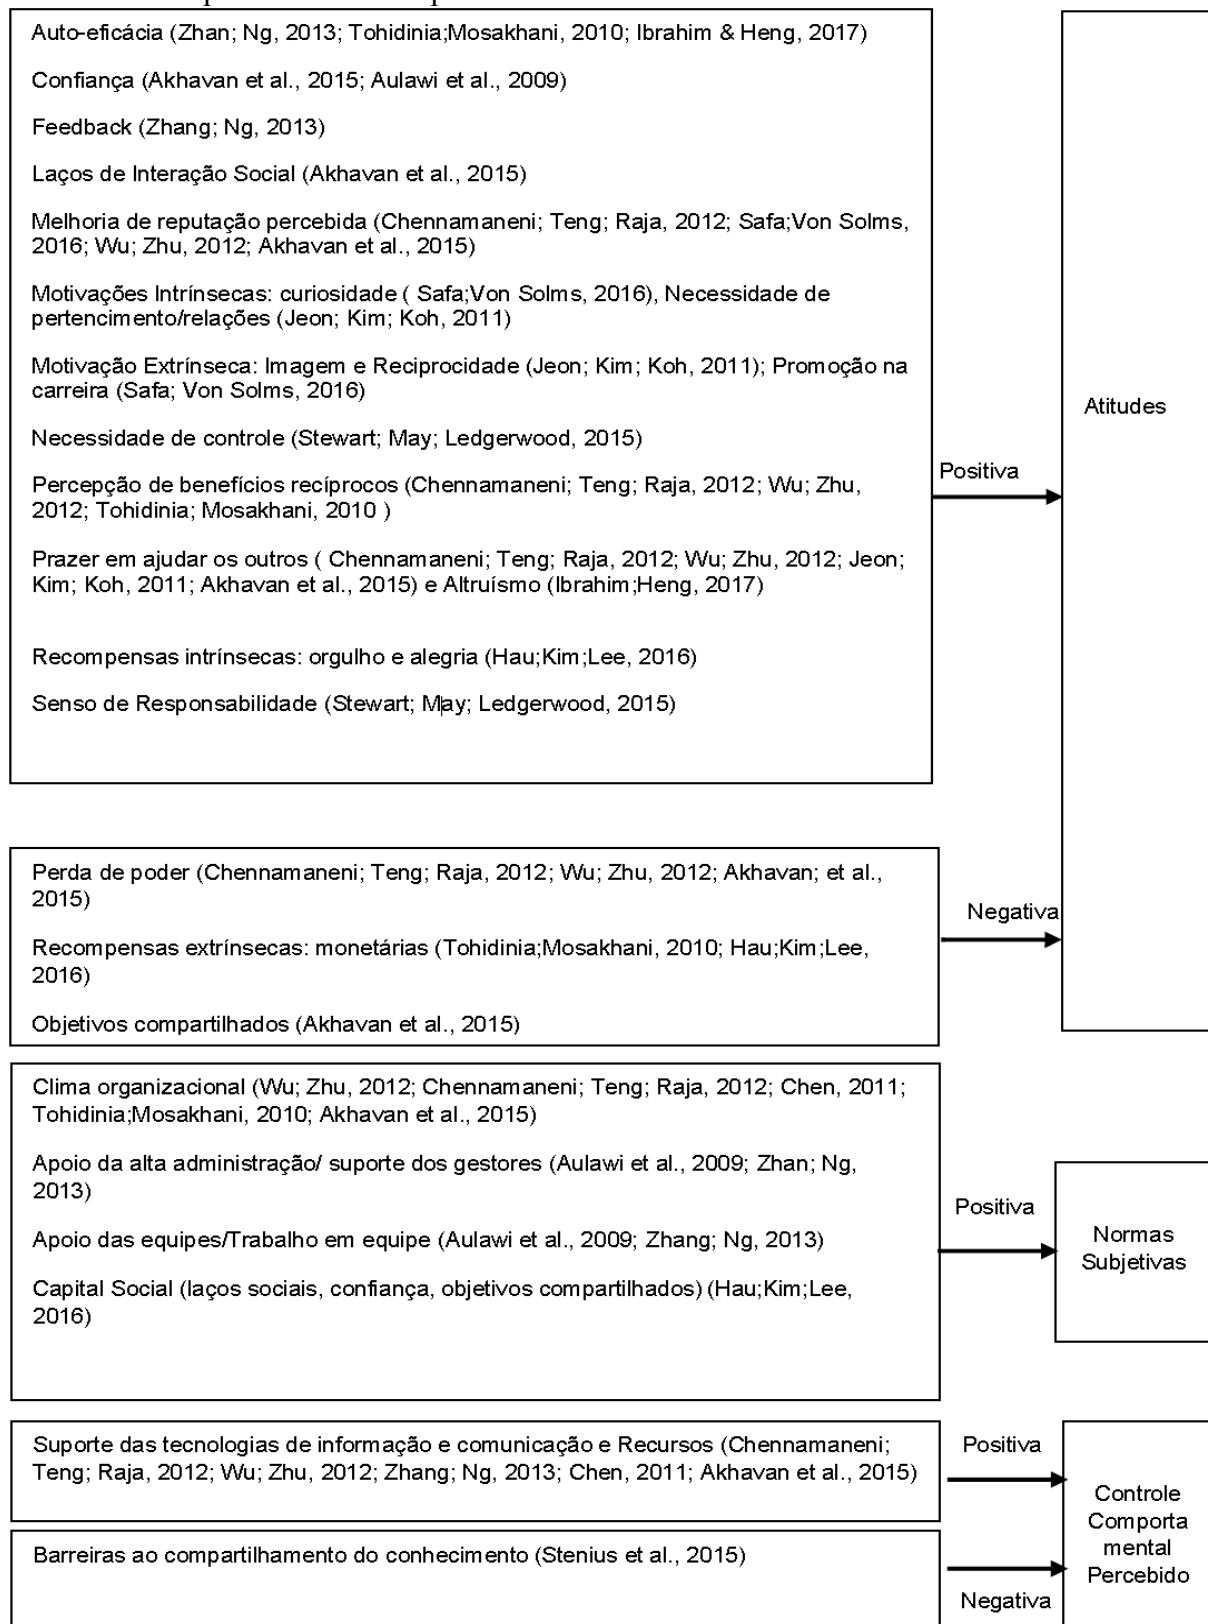 Auto-eficácia (Zhan; Ng, 2013; Tohidinia;Mosakhani, 2010; Ibrahim & Heng, 2017)
Confiança (Akhavan et al., 2015; Aulawi et al., 2009)
Feedback (Zhang; Ng, 2013)
Laços de Interação Social (Akhavan et al., 2015)
Melhoria de reputação percebida (Chennamaneni; Teng; Raja, 2012; Safa;Von Solms,
2016; Wu; Zhu, 2012; Akhavan et al., 2015)
Motivações Intrínsecas: curiosidade ( Safa;Von Solms, 2016), Necessidade de
pertencimento/relações (Jeon; Kim; Koh, 2011)
Motivação Extrínseca: Imagem e Reciprocidade (Jeon; Kim; Koh, 2011); Promoção na
carreira (Safa; Von Solms, 2016)
Necessidade de controle (Stewart; May; Ledgerwood, 2015)
Percepção de benefícios recíprocos (Chennamaneni; Teng; Raja, 2012; Wu; Zhu,
2012; Tohidinia; Mosakhani, 2010 )
Prazer em ajudar os outros ( Chennamaneni; Teng; Raja, 2012; Wu; Zhu, 2012; Jeon;
Kim; Koh, 2011; Akhavan et al., 2015) e Altruísmo (Ibrahim;Heng, 2017)
Recompensas intrínsecas: orgulho e alegria (Hau;Kim;Lee, 2016)
Senso de Responsabilidade (Stewart; May; Ledgerwood, 2015)
Positiva
Atitudes
Perda de poder (Chennamaneni; Teng; Raja, 2012; Wu; Zhu, 2012; Akhavan; et al.,
2015)
Recompensas extrínsecas: monetárias (Tohidinia;Mosakhani, 2010; Hau;Kim;Lee,
2016)
Objetivos compartilhados (Akhavan et al., 2015)
Negativa
Clima organizacional (Wu; Zhu, 2012; Chennamaneni; Teng; Raja, 2012; Chen, 2011;
Tohidinia;Mosakhani, 2010; Akhavan et al., 2015)
Apoio da alta administração/ suporte dos gestores (Aulawi et al., 2009; Zhan; Ng,
2013)
Apoio das equipes/Trabalho em equipe (Aulawi et al., 2009; Zhang; Ng, 2013)
Capital Social (laços sociais, confiança, objetivos compartilhados) (Hau;Kim;Lee,
2016)
Positiva
Normas
Subjetivas
Suporte das tecnologias de informação e comunicação e Recursos (Chennamaneni;
Teng; Raja, 2012; Wu; Zhu, 2012; Zhang; Ng, 2013; Chen, 2011; Akhavan et al., 2015)
Positiva
Barreiras ao compartilhamento do conhecimento (Stenius et al., 2015)
Negativa
Controle
Comporta
mental
Percebido